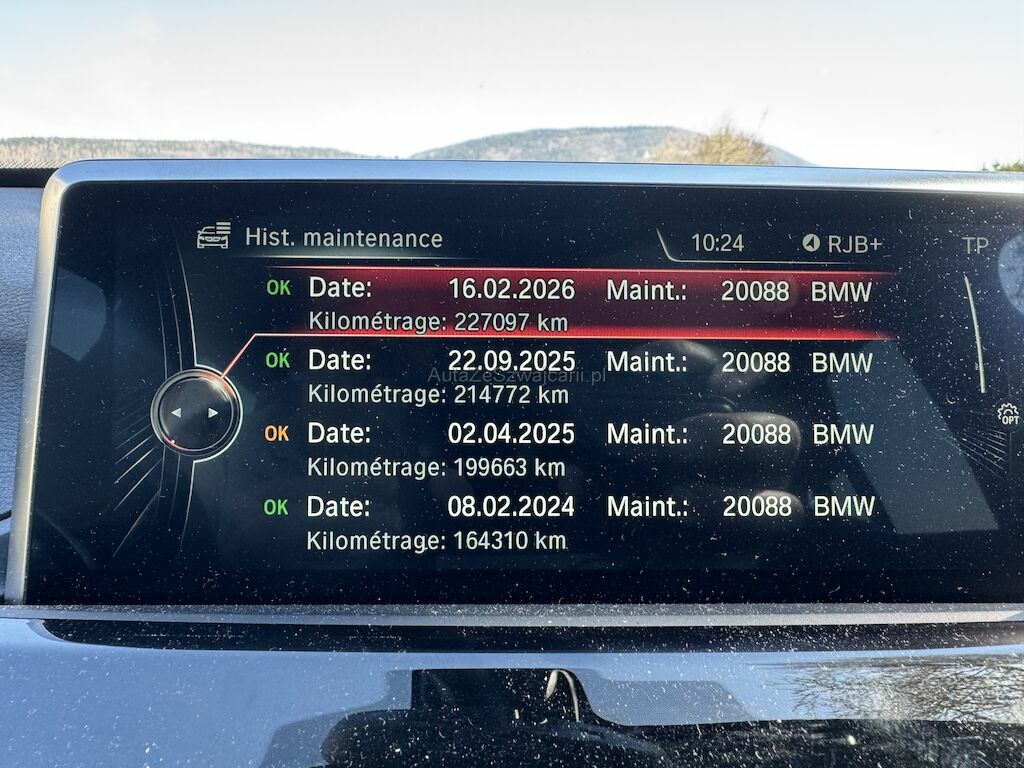 Hist. maintenance 10:24 RJB+ TP
OK Date: 16.02.2026 Maint.: 20088 BMW
Kilométrage: 227097 km
OK Date: 22.09.2025 Maint.: 20088 BMW
AutaZeSzwajcarii.pl
Kilométrage: 214772 km
OK Date: 02.04.2025 Maint.: 20088 BMW
OPT
Kilométrage: 199663 km
OK Date: 08.02.2024 Maint.: 20088 BMW
Kilométrage: 164310 km